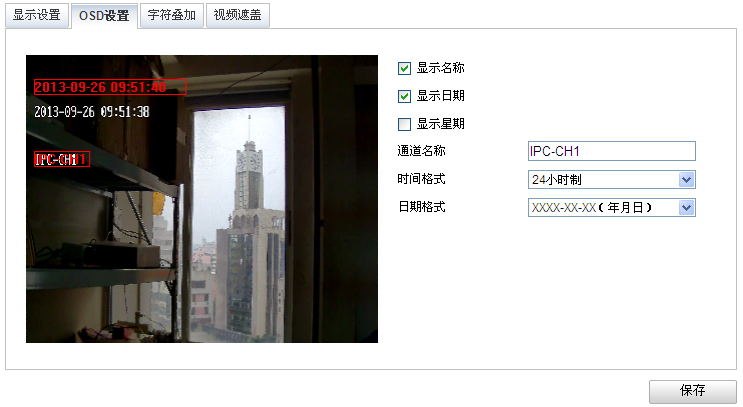 显示设置 OSD设置 字符叠加 视频遮盖
2013-09-26 09:51:40
2013-09-26 09:51:38
IPC-CH1
显示名称
显示日期
显示星期
通道名称 IPC-CH1
时间格式 24小时制
日期格式 XXXX-XX-XX(年月日)
保存